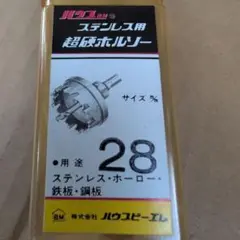 ハウスB.M
ステンレス用
超硬ホルソー
サイズ ㎜
●用途 28
ステンレス・ホーロー・
鉄板・鋼板
BM 株式会社 ハウスビーエム